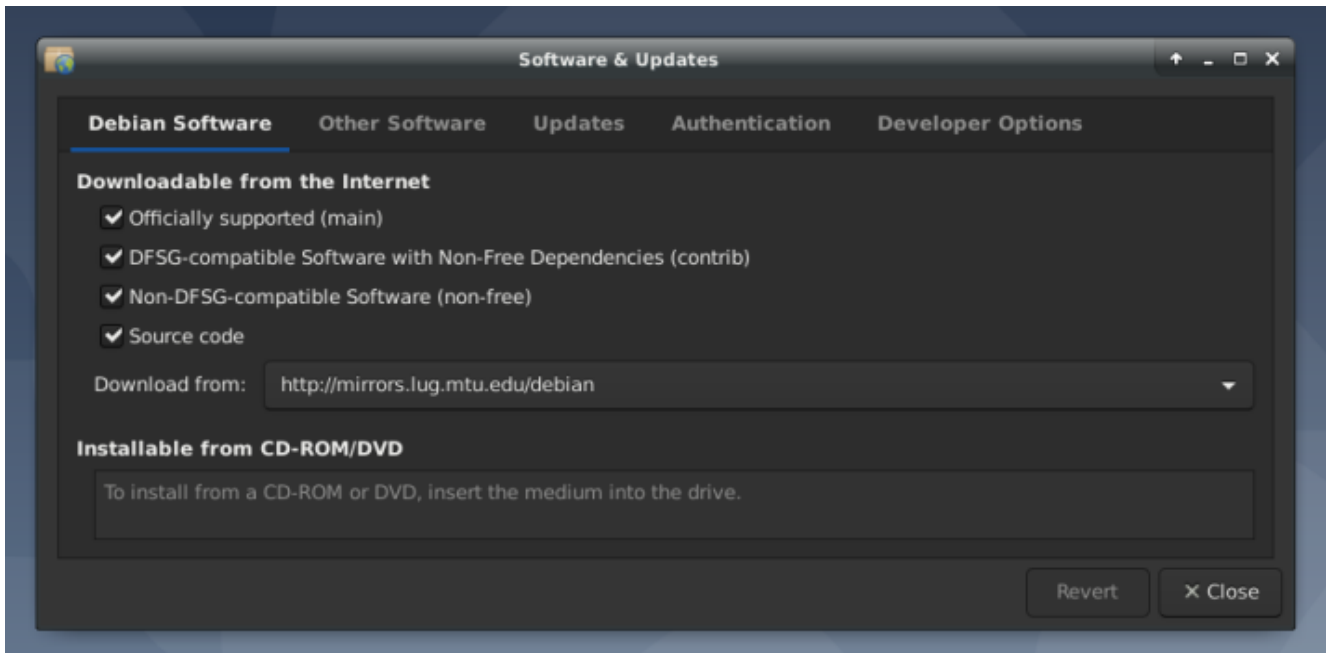 Software & Updates
Debian Software Other Software Updates Authentication Developer Options
Downloadable from the Internet
Officially supported (main)
DFSG-compatible Software with Non-Free Dependencies (contrib)
Non-DFSG-compatible Software (non-free)
Source code
Download from: http://mirrors.lug.mtu.edu/debian
Installable from CD-ROM/DVD
To install from a CD-ROM or DVD, insert the medium into the drive.
Revert Close